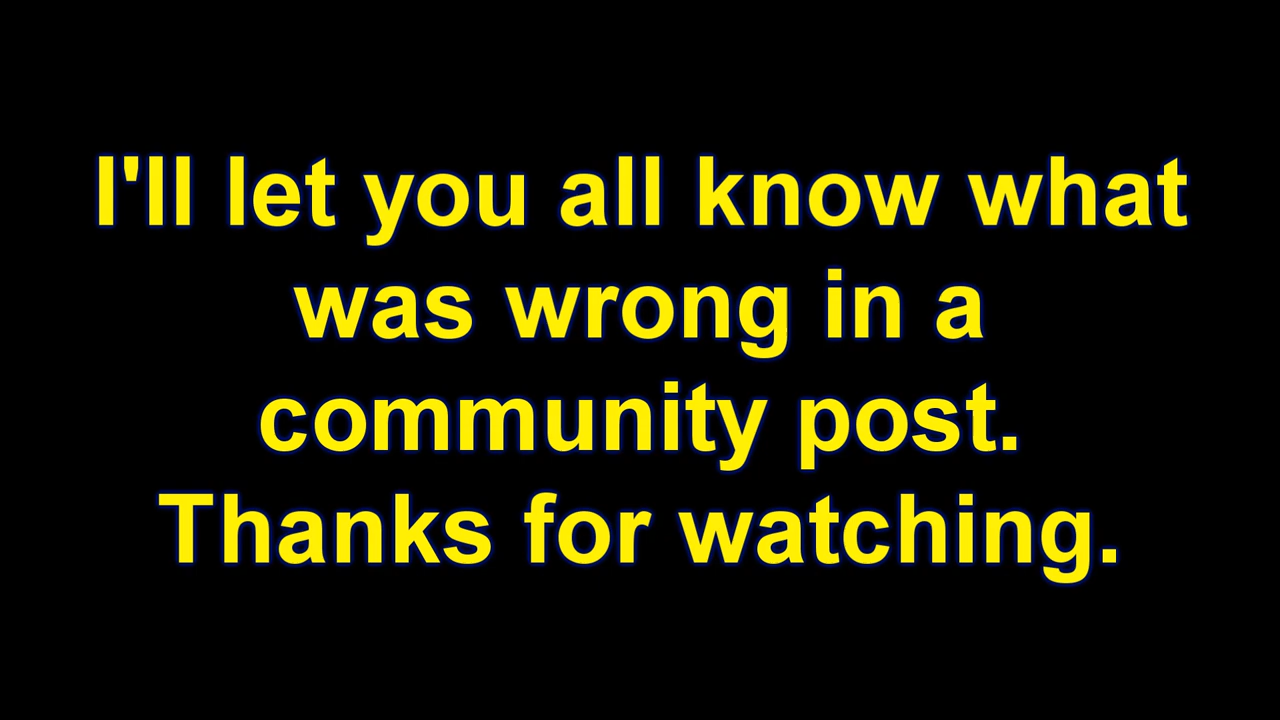 I'll let you all know what
was wrong in a
community post.
Thanks for watching.